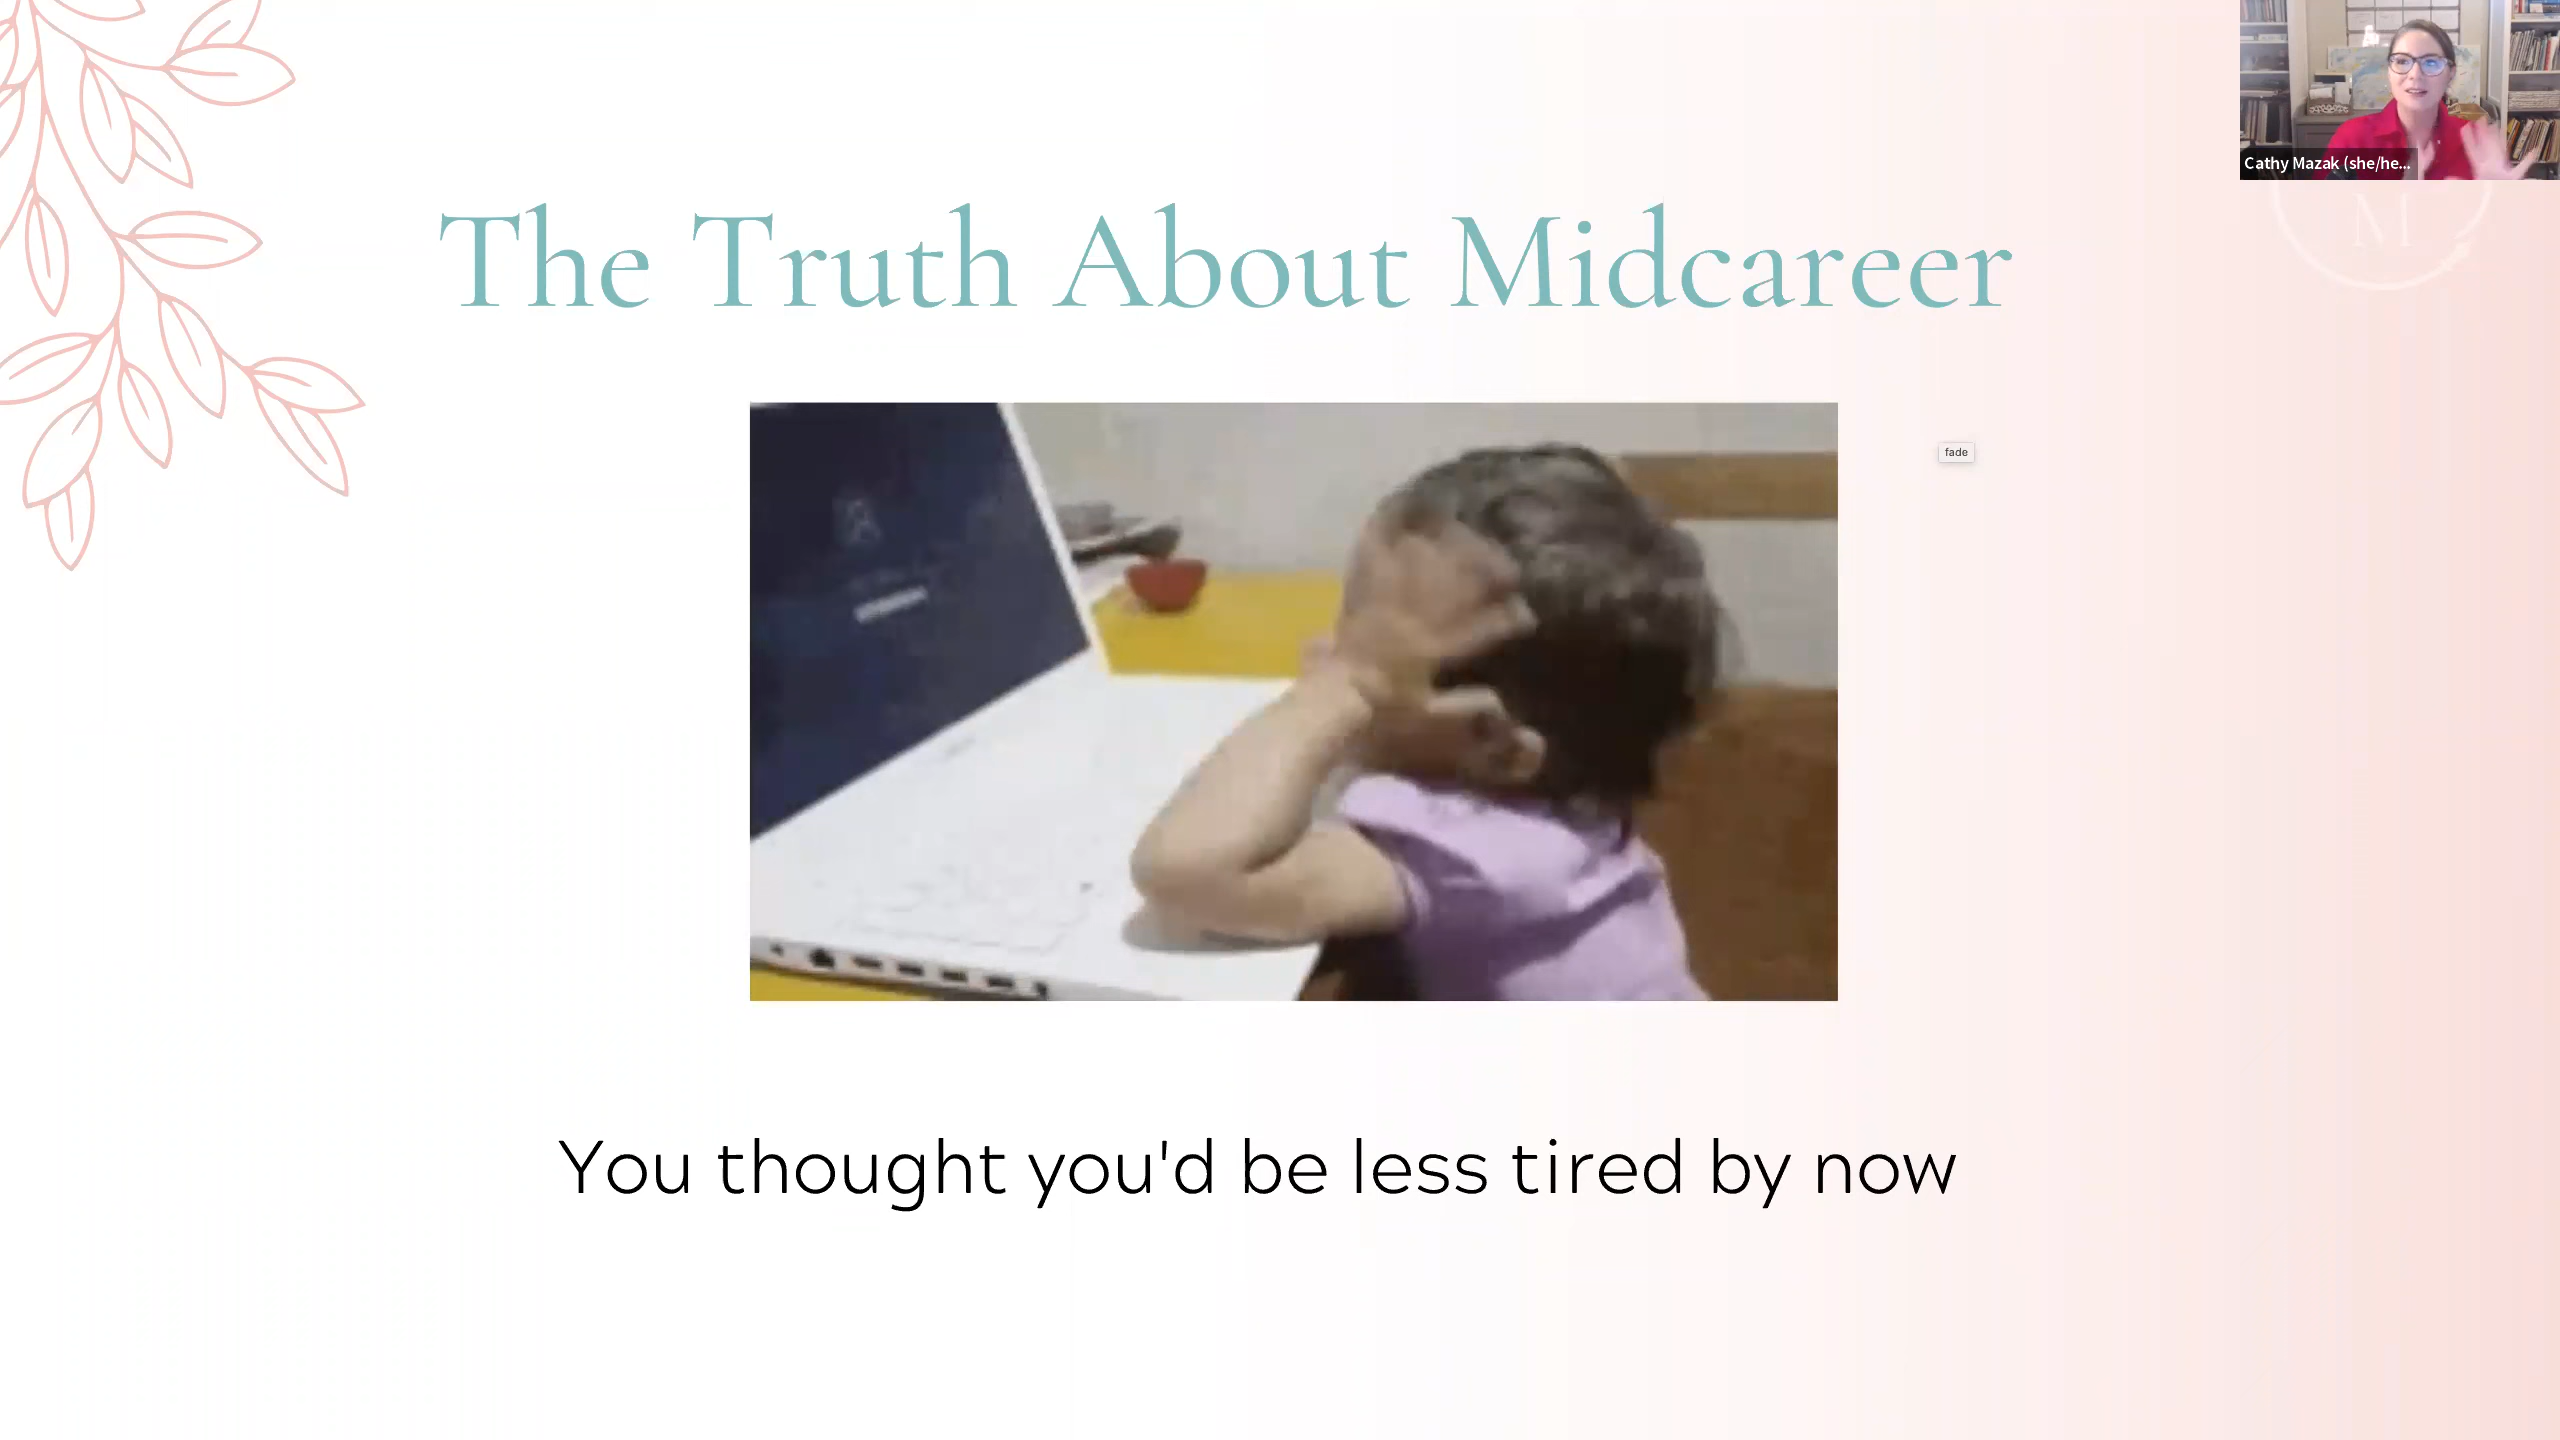 Cathy Mazak (she/he...
M
The Truth About Midcareer
fade
You thought you'd be less tired by now